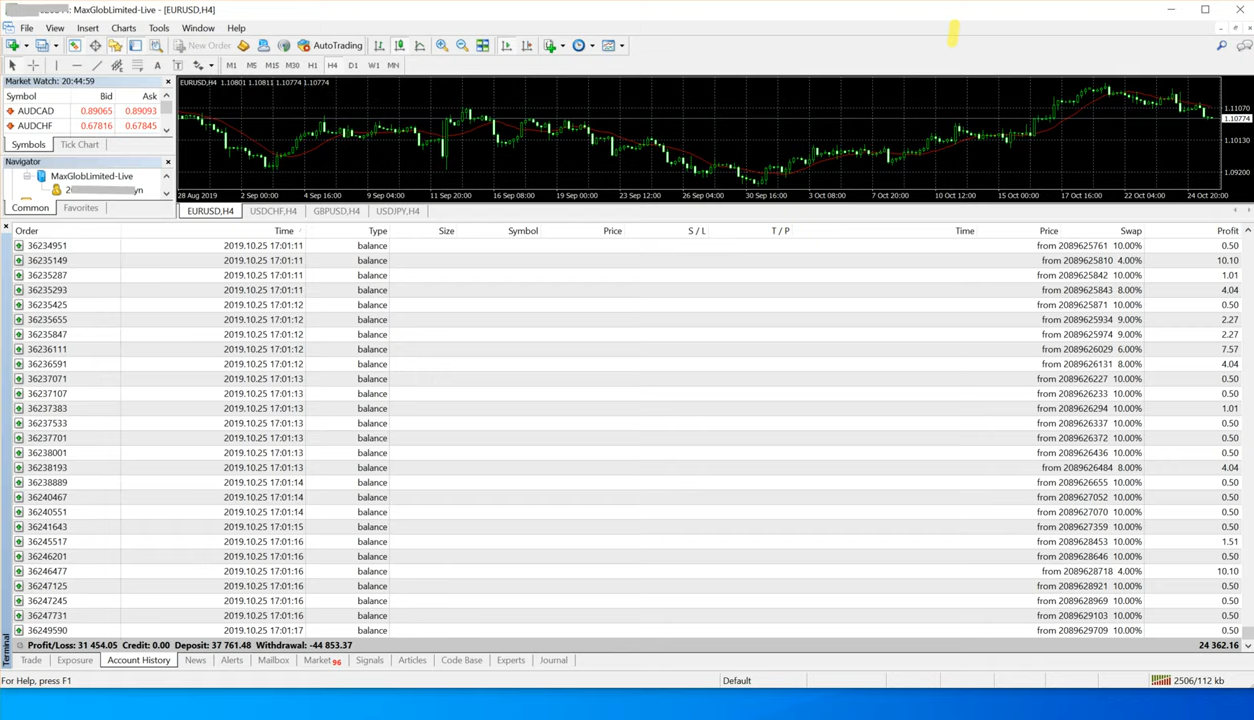 MaxGlobLimited-Live - [EURUSD,H4]
File View Insert Charts Tools Window Help
New Order AutoTrading
A T M1 M5 M15 M30 H1 H4 D1 W1 MN
Market Watch: 20:44:59
Symbol Bid Ask
AUDCAD 0.89065 0.89093
AUDCHF 0.67816 0.67845
Symbols Tick Chart
Navigator
MaxGlobLimited-Live
2 yn
Common Favorites
EURUSD,H4 1.10801 1.10811 1.10774 1.10774
1.11070
1.10774
1.10130
1.09200
28 Aug 2019 2 Sep 00:00 4 Sep 16:00 9 Sep 04:00 11 Sep 20:00 16 Sep 08:00 19 Sep 00:00 23 Sep 12:00 26 Sep 04:00 30 Sep 16:00 3 Oct 08:00 7 Oct 20:00 10 Oct 12:00 15 Oct 00:00 17 Oct 16:00 22 Oct 04:00 24 Oct 20:00
EURUSD,H4 USDCHF,H4 GBPUSD,H4 USDJPY,H4
Order Time Type Size Symbol Price S / L T / P Time Price Swap Profit
36234951 2019.10.25 17:01:11 balance from 2089625761 10.00% 0.50
36235149 2019.10.25 17:01:11 balance from 2089625810 4.00% 10.10
36235287 2019.10.25 17:01:11 balance from 2089625842 10.00% 1.01
36235293 2019.10.25 17:01:11 balance from 2089625843 8.00% 4.04
36235425 2019.10.25 17:01:12 balance from 2089625871 10.00% 0.50
36235655 2019.10.25 17:01:12 balance from 2089625934 9.00% 2.27
36235847 2019.10.25 17:01:12 balance from 2089625974 9.00% 2.27
36236111 2019.10.25 17:01:12 balance from 2089626029 6.00% 7.57
36236591 2019.10.25 17:01:12 balance from 2089626131 8.00% 4.04
36237071 2019.10.25 17:01:13 balance from 2089626227 10.00% 0.50
36237107 2019.10.25 17:01:13 balance from 2089626233 10.00% 0.50
36237383 2019.10.25 17:01:13 balance from 2089626294 10.00% 1.01
36237533 2019.10.25 17:01:13 balance from 2089626337 10.00% 0.50
36237701 2019.10.25 17:01:13 balance from 2089626372 10.00% 0.50
36238001 2019.10.25 17:01:13 balance from 2089626436 10.00% 0.50
36238193 2019.10.25 17:01:13 balance from 2089626484 8.00% 4.04
36238889 2019.10.25 17:01:14 balance from 2089626655 10.00% 0.50
36240467 2019.10.25 17:01:14 balance from 2089627052 10.00% 0.50
36240551 2019.10.25 17:01:14 balance from 2089627070 10.00% 0.50
36241643 2019.10.25 17:01:15 balance from 2089627359 10.00% 0.50
36245517 2019.10.25 17:01:16 balance from 2089628453 10.00% 1.51
36246201 2019.10.25 17:01:16 balance from 2089628646 10.00% 0.50
36246477 2019.10.25 17:01:16 balance from 2089628718 4.00% 10.10
36247125 2019.10.25 17:01:16 balance from 2089628921 10.00% 0.50
36247245 2019.10.25 17:01:16 balance from 2089628969 10.00% 0.50
36247731 2019.10.25 17:01:16 balance from 2089629103 10.00% 0.50
36249590 2019.10.25 17:01:17 balance from 2089629709 10.00% 0.50
Profit/Loss: 31 454.05 Credit: 0.00 Deposit: 37 761.48 Withdrawal: -44 853.37 24 362.16
Terminal
Trade Exposure Account History News Alerts Mailbox Market 96 Signals Articles Code Base Experts Journal
For Help, press F1 Default 2506/112 kb